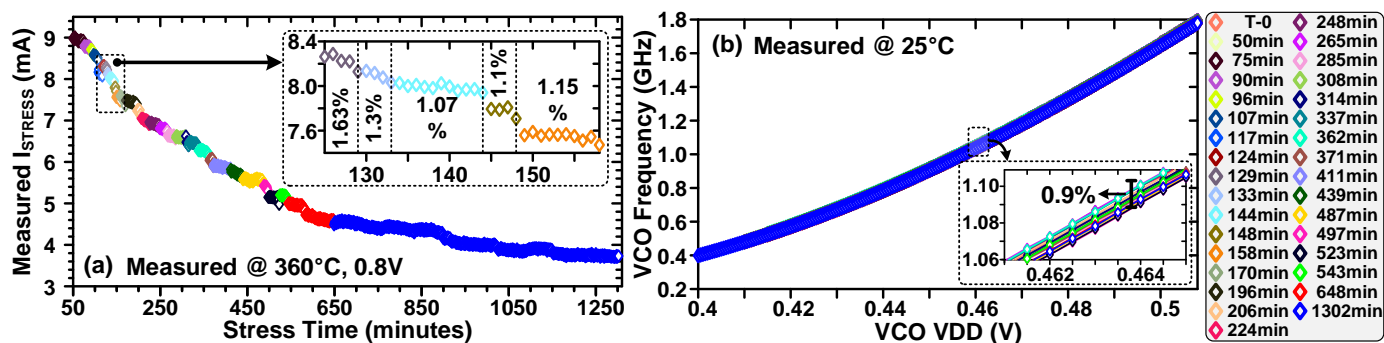 Measured I_STRESS (mA)
9
8
7
6
5
4
3
50
250
450
650
850
1050
1250
Stress Time (minutes)
(a) Measured @ 360°C, 0.8V
8.4
8.0
7.6
130
140
150
1.63%
1.3%
1.07
%
1.1%
1.15
%
VCO Frequency (GHz)
1.8
1.6
1.4
1.2
1.0
0.8
0.6
0.4
0.2
0.4
0.42
0.44
0.46
0.48
0.5
VCO VDD (V)
(b) Measured @ 25°C
1.10
1.08
1.06
0.462
0.464
0.9%
T-0
50min
75min
90min
96min
107min
117min
124min
129min
133min
144min
148min
158min
170min
196min
206min
224min
248min
265min
285min
308min
314min
337min
362min
371min
411min
439min
487min
497min
523min
543min
648min
1302min